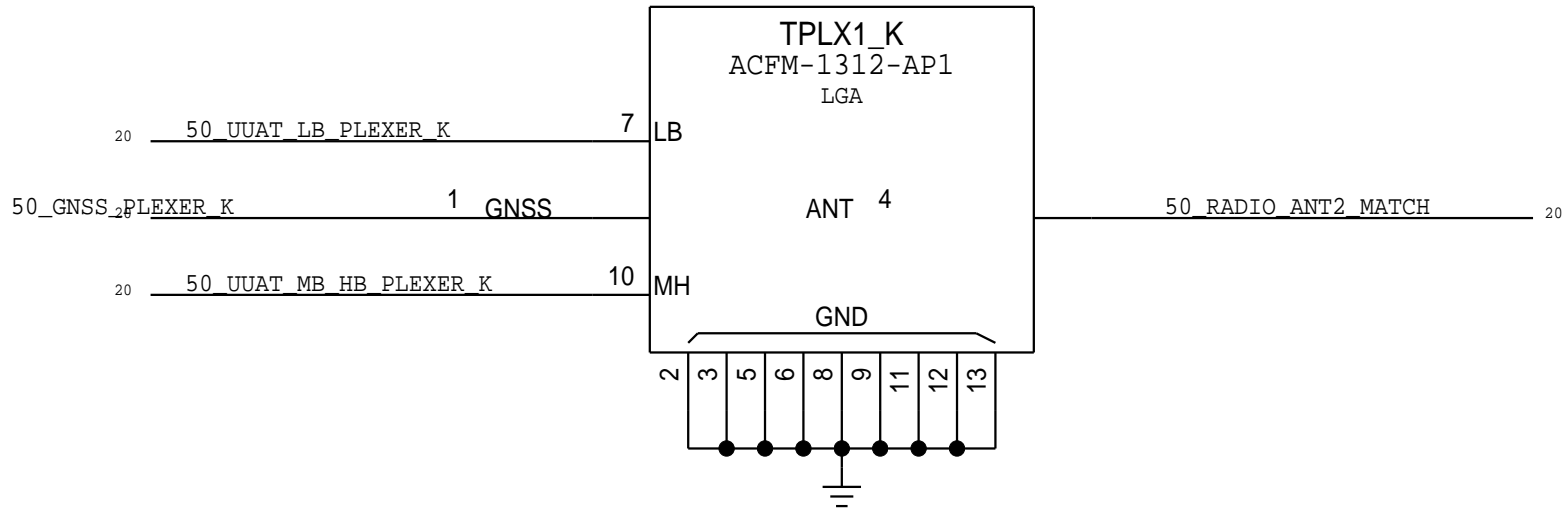 TPLX1_K
ACFM-1312-AP1
LGA
20 50_UUAT_LB_PLEXER_K 7 LB
50_GNSS_PLEXER_K 20 1 GNSS ANT 4 50_RADIO_ANT2_MATCH 20
20 50_UUAT_MB_HB_PLEXER_K 10 MH
GND
2 3 5 6 8 9 11 12 13